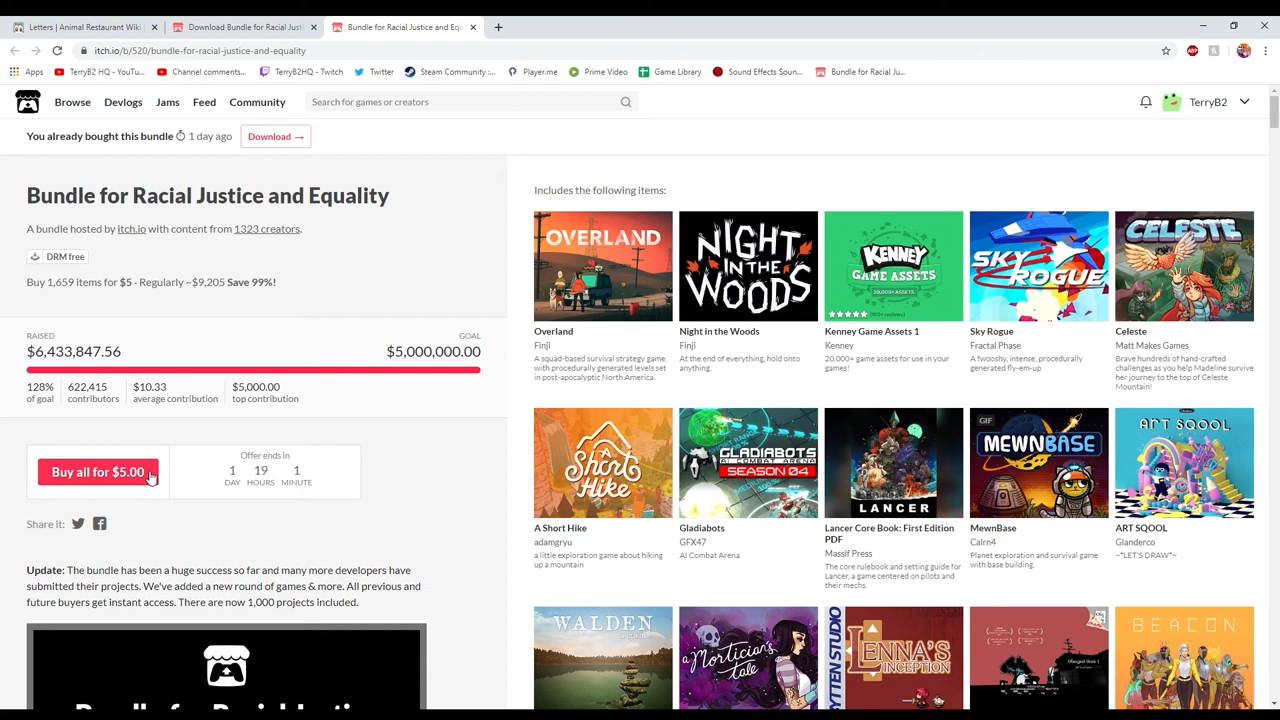 Letters | Animal Restaurant Wiki |
Download Bundle for Racial Justi
Bundle for Racial Justice and Equ
itch.io/b/520/bundle-for-racial-justice-and-equality
ABP
Apps
TerryB2 HQ - YouTu...
Channel comments...
TerryB2HQ - Twitch
Twitter
Steam Community :...
Player.me
Prime Video
Game Library
Sound Effects Soun...
Bundle for Racial Ju...
Browse
Devlogs
Jams
Feed
Community
Search for games or creators
TerryB2
You already bought this bundle 1 day ago
Download →
Bundle for Racial Justice and Equality
A bundle hosted by itch.io with content from 1323 creators.
DRM free
Buy 1,659 items for $5 · Regularly ~$9,205 Save 99%!
RAISED
GOAL
$6,433,847.56
$5,000,000.00
128%
of goal
622,415
contributors
$10.33
average contribution
$5,000.00
top contribution
Buy all for $5.00
Offer ends in
1 19 1
DAY HOURS MINUTE
Share it:
Update: The bundle has been a huge success so far and many more developers have
submitted their projects. We've added a new round of games & more. All previous and
future buyers get instant access. There are now 1,000 projects included.
Includes the following items:
OVERLAND
Overland
Finji
A squad-based survival strategy game
with procedurally generated levels set
in post-apocalyptic North America.
NIGHT
IN THE
WOODS
Night in the Woods
Finji
At the end of everything, hold onto
anything.
KENNEY
GAME ASSETS
20,000+ ASSETS
Kenney Game Assets 1
Kenney
20,000+ game assets for use in your
games!
SKY
ROGUE
Sky Rogue
Fractal Phase
A fwooshy, intense, procedurally
generated fly-em-up
CELESTE
Celeste
Matt Makes Games
Brave hundreds of hand-crafted
challenges as you help Madeline survive
her journey to the top of Celeste
Mountain!
A Short
HIKE
A Short Hike
adamgryu
a little exploration game about hiking
up a mountain
GLADIABOTS
AI COMBAT ARENA
SEASON 04
Gladiabots
GFX47
AI Combat Arena
LANCER
Lancer Core Book: First Edition
PDF
Massif Press
The core rulebook and setting guide for
Lancer, a game centered on pilots and
their mechs.
GIF
MEWNBASE
MewnBase
Cairn4
Planet exploration and survival game
with base building.
ART SQOOL
ART SQOOL
Glanderco
~*LET'S DRAW*~
WALDEN
a Mortician's
tale
LENNA'S
INCEPTION
BEACON